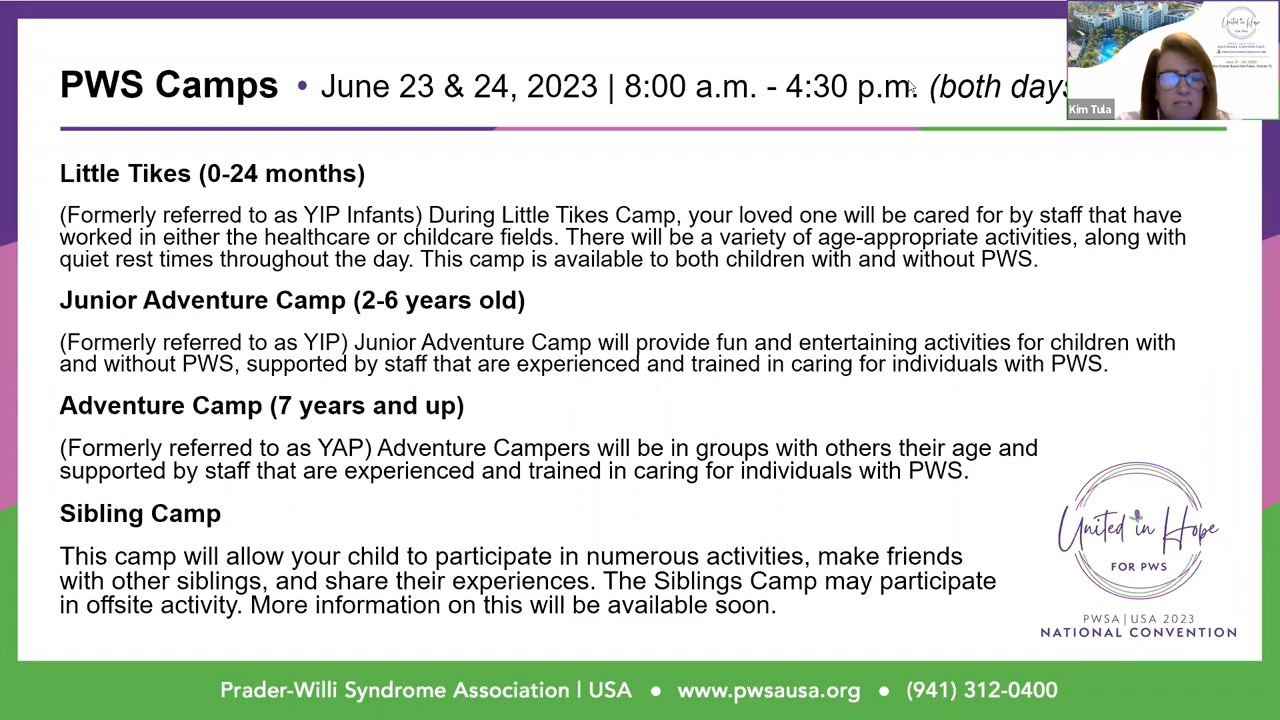 PWS Camps • June 23 & 24, 2023 | 8:00 a.m. - 4:30 p.m. (both days
Kim Tula
United in Hope
FOR PWS
NATIONAL CONVENTION
Little Tikes (0-24 months)
(Formerly referred to as YIP Infants) During Little Tikes Camp, your loved one will be cared for by staff that have
worked in either the healthcare or childcare fields. There will be a variety of age-appropriate activities, along with
quiet rest times throughout the day. This camp is available to both children with and without PWS.
Junior Adventure Camp (2-6 years old)
(Formerly referred to as YIP) Junior Adventure Camp will provide fun and entertaining activities for children with
and without PWS, supported by staff that are experienced and trained in caring for individuals with PWS.
Adventure Camp (7 years and up)
(Formerly referred to as YAP) Adventure Campers will be in groups with others their age and
supported by staff that are experienced and trained in caring for individuals with PWS.
Sibling Camp
This camp will allow your child to participate in numerous activities, make friends
with other siblings, and share their experiences. The Siblings Camp may participate
in offsite activity. More information on this will be available soon.
United in Hope
FOR PWS
PWSA | USA 2023
NATIONAL CONVENTION
Prader-Willi Syndrome Association | USA • www.pwsausa.org • (941) 312-0400